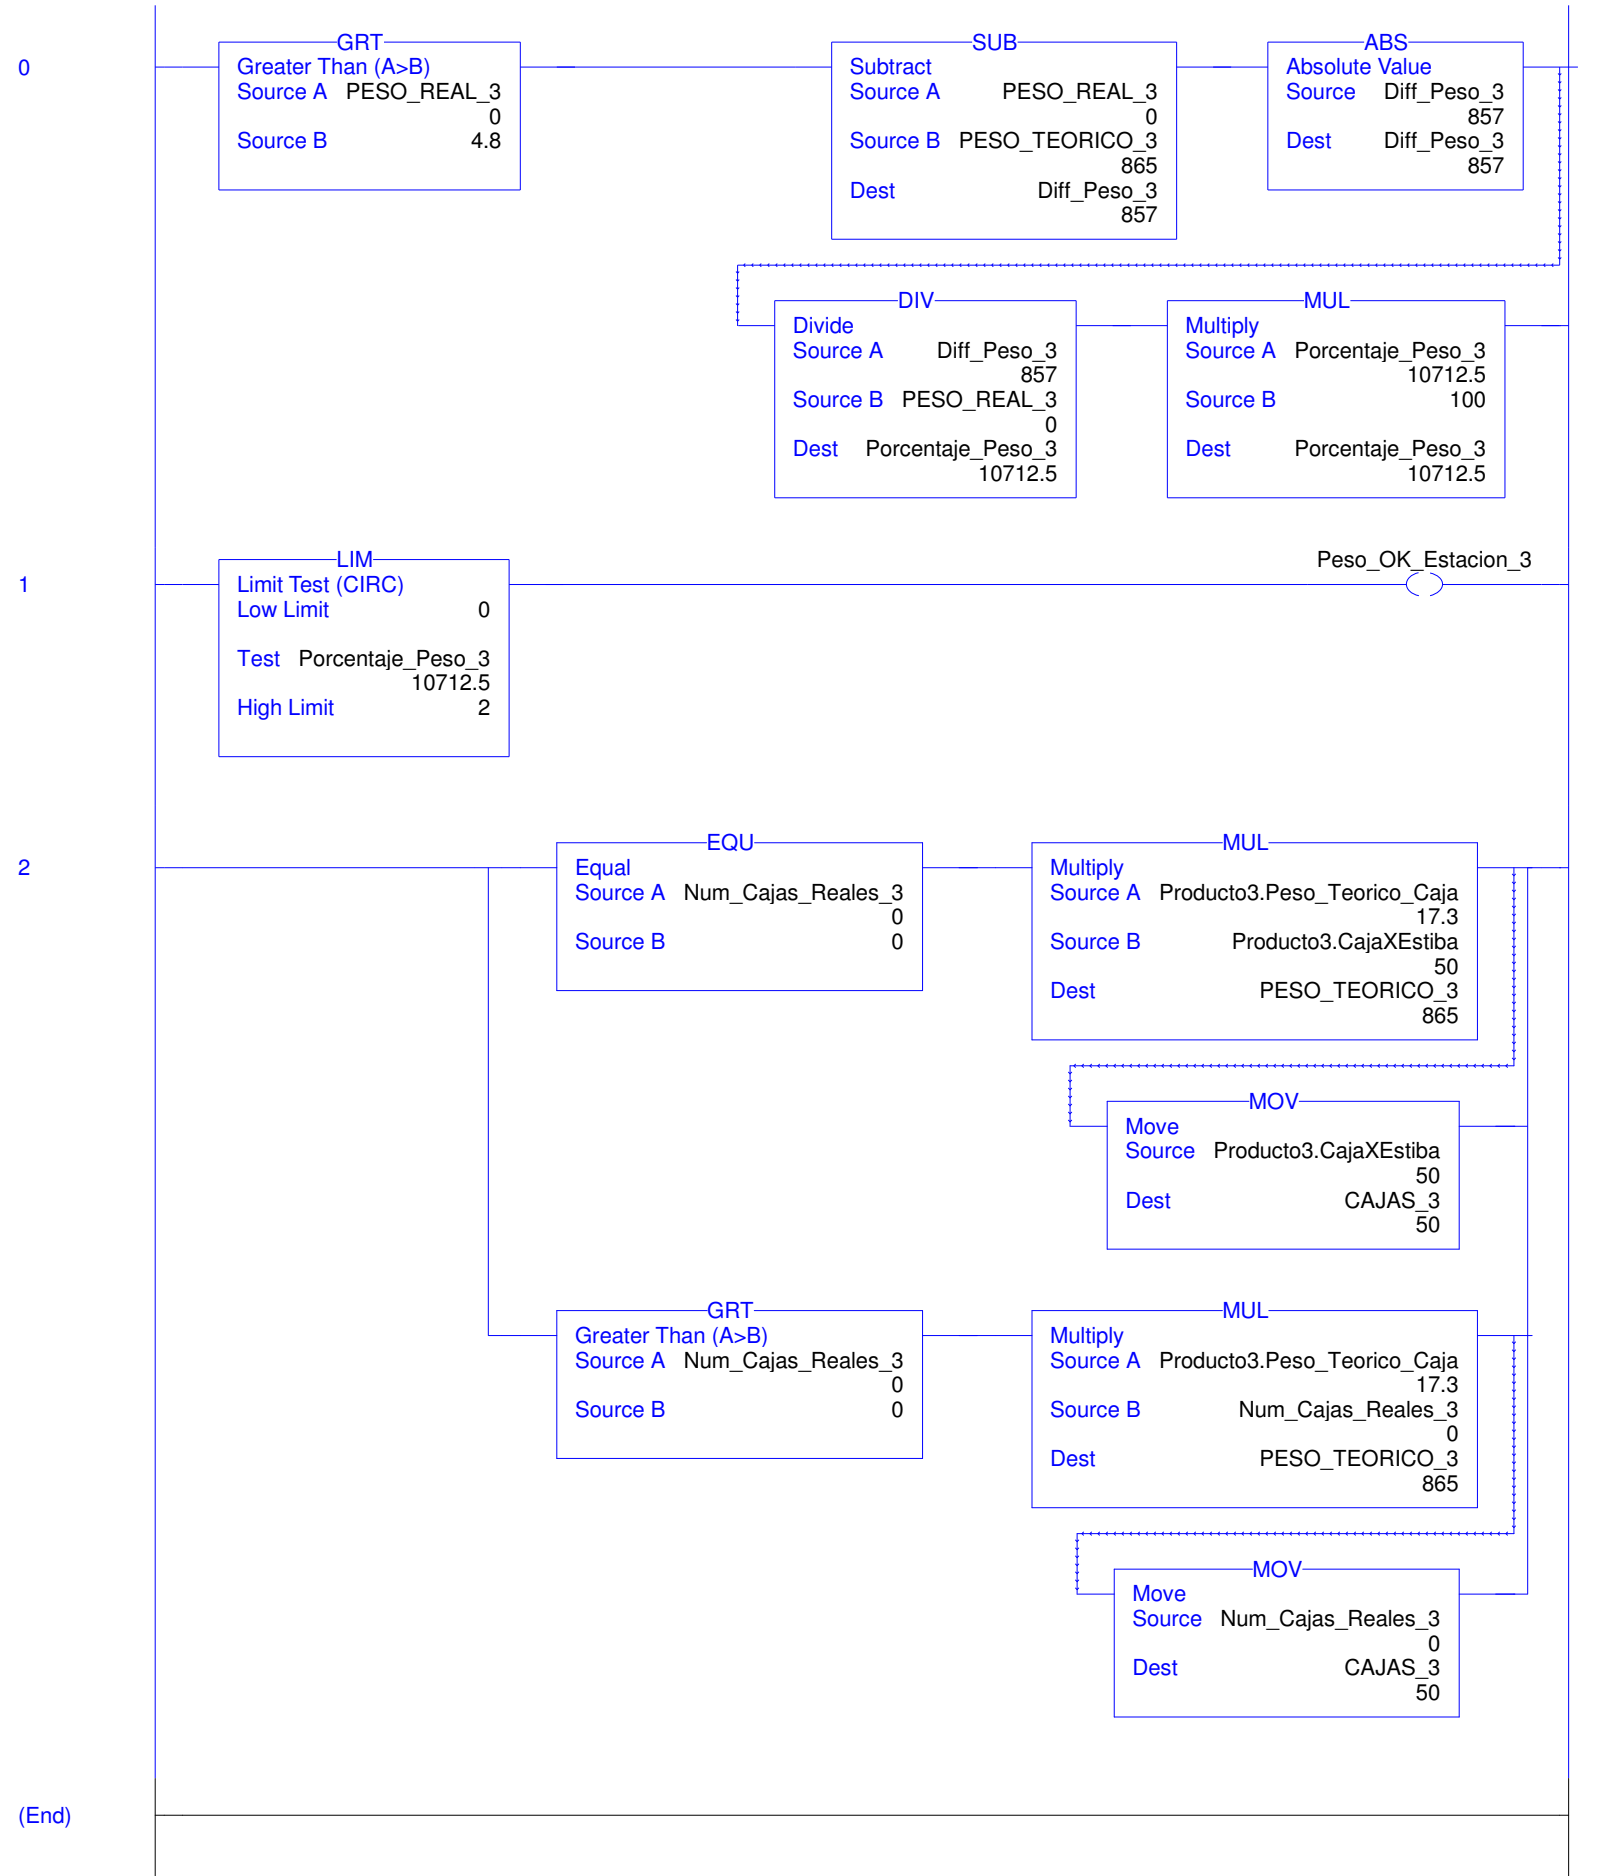 0
GRT
Greater Than (A>B)
Source A PESO_REAL_3
0
Source B 4.8
SUB
Subtract
Source A PESO_REAL_3
0
Source B PESO_TEORICO_3
865
Dest Diff_Peso_3
857
ABS
Absolute Value
Source Diff_Peso_3
857
Dest Diff_Peso_3
857
DIV
Divide
Source A Diff_Peso_3
857
Source B PESO_REAL_3
0
Dest Porcentaje_Peso_3
10712.5
MUL
Multiply
Source A Porcentaje_Peso_3
10712.5
Source B 100
Dest Porcentaje_Peso_3
10712.5
1
LIM
Limit Test (CIRC)
Low Limit 0
Test Porcentaje_Peso_3
10712.5
High Limit 2
Peso_OK_Estacion_3
2
EQU
Equal
Source A Num_Cajas_Reales_3
0
Source B 0
MUL
Multiply
Source A Producto3.Peso_Teorico_Caja
17.3
Source B Producto3.CajaXEstiba
50
Dest PESO_TEORICO_3
865
MOV
Move
Source Producto3.CajaXEstiba
50
Dest CAJAS_3
50
GRT
Greater Than (A>B)
Source A Num_Cajas_Reales_3
0
Source B 0
MUL
Multiply
Source A Producto3.Peso_Teorico_Caja
17.3
Source B Num_Cajas_Reales_3
0
Dest PESO_TEORICO_3
865
MOV
Move
Source Num_Cajas_Reales_3
0
Dest CAJAS_3
50
(End)